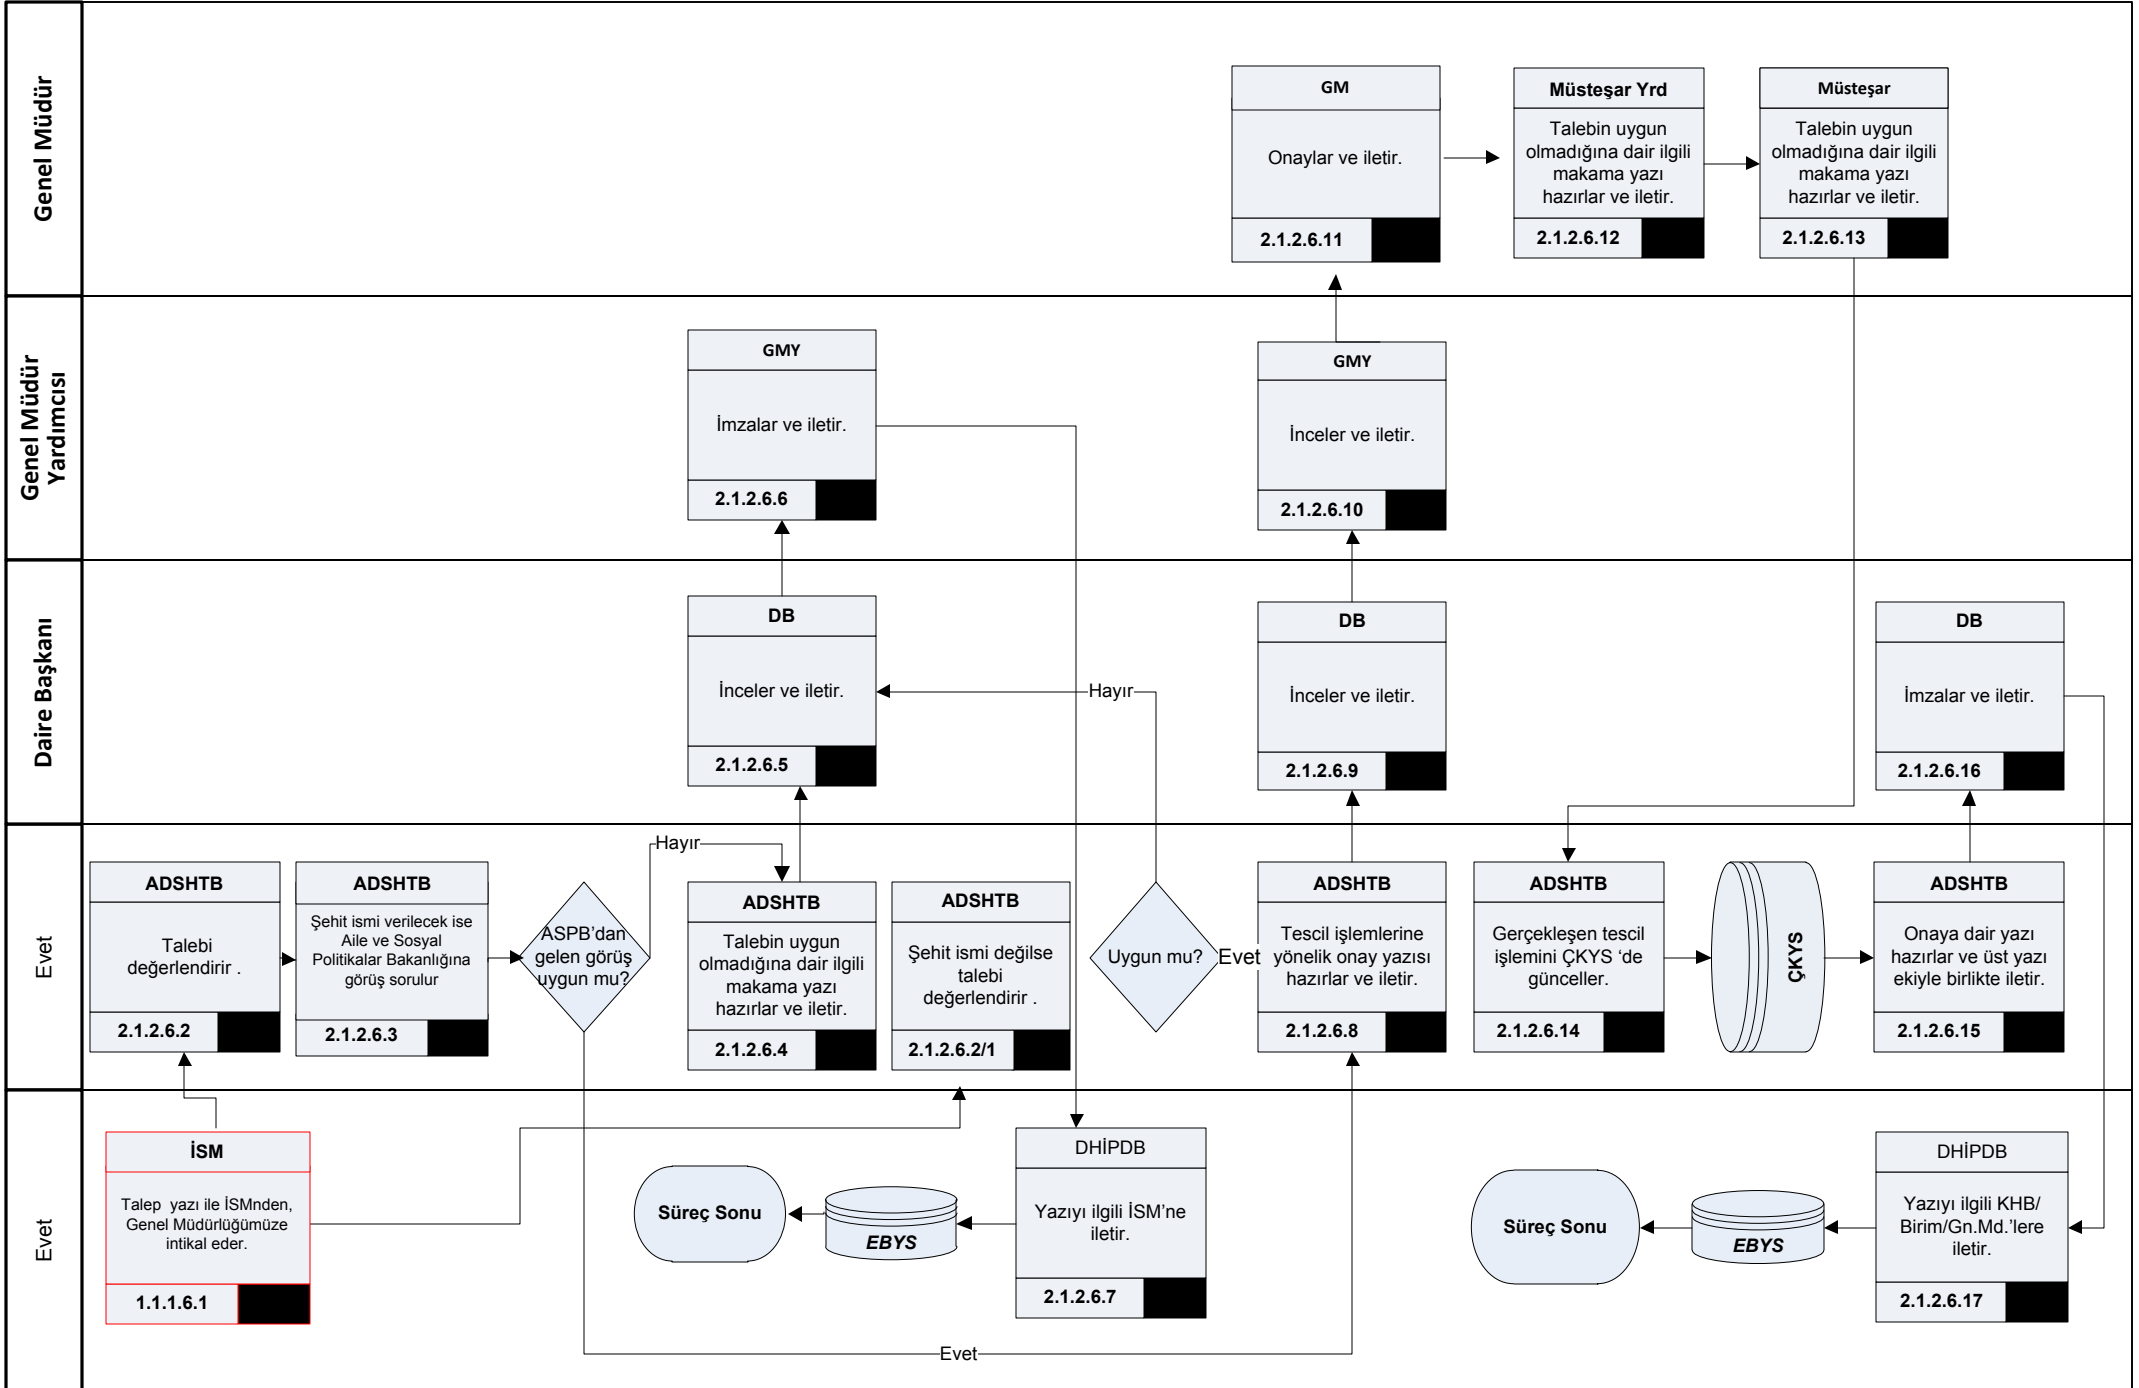 Genel Müdür
GM
Onaylar ve iletir.
2.1.2.6.11
Müsteşar Yrd
Talebin uygun
olmadığına dair ilgili
makama yazı
hazırlar ve iletir.
2.1.2.6.12
Müsteşar
Talebin uygun
olmadığına dair ilgili
makama yazı
hazırlar ve iletir.
2.1.2.6.13
Genel Müdür
Yardımcısı
GMY
İmzalar ve iletir.
2.1.2.6.6
GMY
İnceler ve iletir.
2.1.2.6.10
Daire Başkanı
DB
İnceler ve iletir.
2.1.2.6.5
Hayır
DB
İnceler ve iletir.
2.1.2.6.9
DB
İmzalar ve iletir.
2.1.2.6.16
Evet
ADSHTB
Talebi
değerlendirir .
2.1.2.6.2
ADSHTB
Şehit ismi verilecek ise
Aile ve Sosyal
Politikalar Bakanlığına
görüş sorulur
2.1.2.6.3
ASPB’dan
gelen görüş
uygun mu?
Hayır
ADSHTB
Talebin uygun
olmadığına dair ilgili
makama yazı
hazırlar ve iletir.
2.1.2.6.4
ADSHTB
Şehit ismi değilse
talebi
değerlendirir .
2.1.2.6.2/1
Uygun mu?
Evet
ADSHTB
Tescil işlemlerine
yönelik onay yazısı
hazırlar ve iletir.
2.1.2.6.8
ADSHTB
Gerçekleşen tescil
işlemini ÇKYS ‘de
günceller.
2.1.2.6.14
ÇKYS
ADSHTB
Onaya dair yazı
hazırlar ve üst yazı
ekiyle birlikte iletir.
2.1.2.6.15
Evet
İSM
Talep  yazı ile İSMnden,
Genel Müdürlüğümüze
intikal eder.
1.1.1.6.1
Süreç Sonu
EBYS
DHİPDB
Yazıyı ilgili İSM’ne
iletir.
2.1.2.6.7
Evet
Süreç Sonu
EBYS
DHİPDB
Yazıyı ilgili KHB/
Birim/Gn.Md.’lere
iletir.
2.1.2.6.17